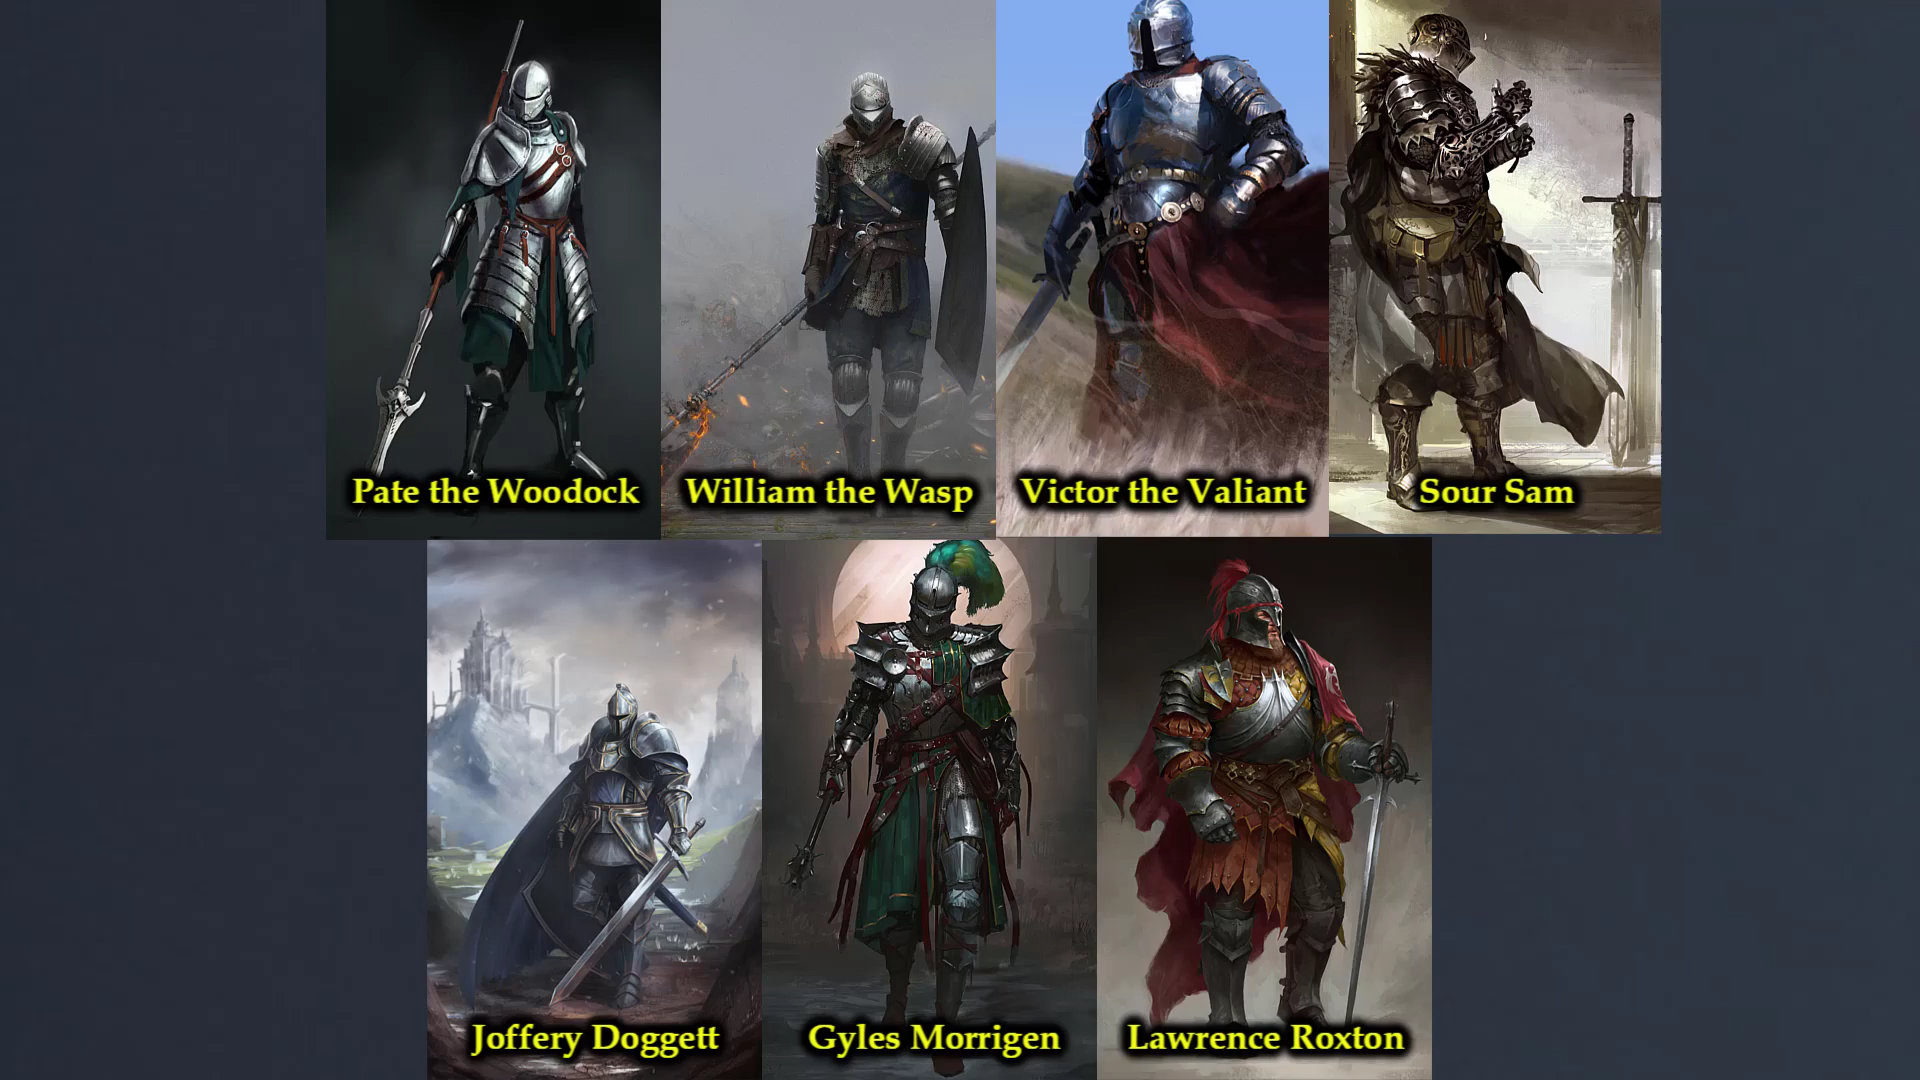 Pate the Woodock
William the Wasp
Victor the Valiant
Sour Sam
Joffery Doggett
Gyles Morrigen
Lawrence Roxton